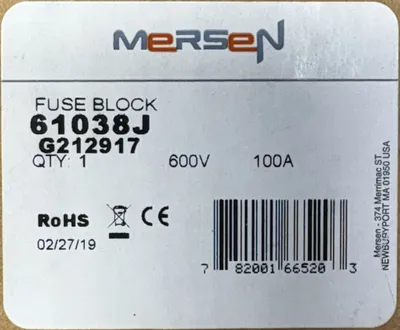 MERSEN
FUSE BLOCK
61038J
G212917
QTY: 1 600V 100A
RoHS CE
02/27/19
7 82001 66520 3
Mersen - 374 Merrimac ST.
NEWBURYPORT, MA 01950 USA